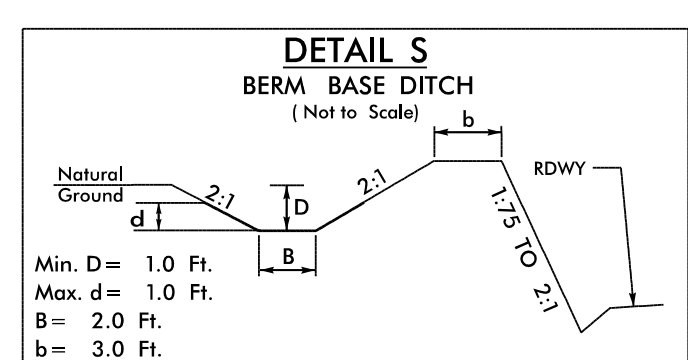 DETAIL S
BERM BASE DITCH
( Not to Scale)
b
Natural
Ground
2:1
D
2:1
RDWY
d
1:75 TO 2:1
B
Min. D= 1.0 Ft.
Max. d= 1.0 Ft.
B= 2.0 Ft.
b= 3.0 Ft.